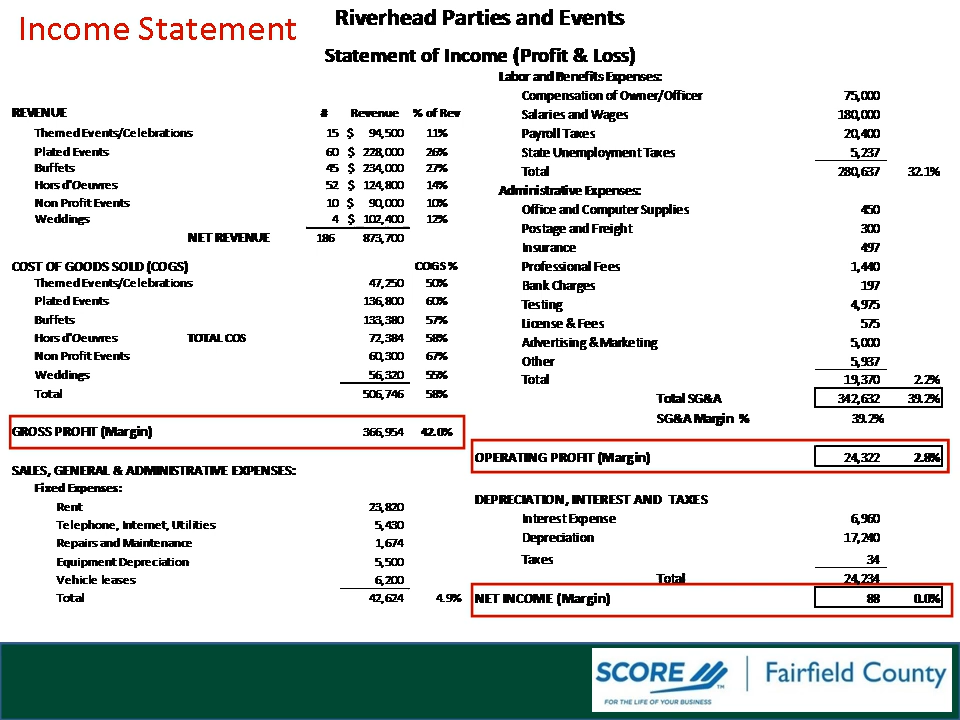 Income Statement
Riverhead Parties and Events
Statement of Income (Profit & Loss)
REVENUE # Revenue % of Rev
Themed Events/Celebrations 15 $ 94,500 11%
Plated Events 60 $ 228,000 26%
Buffets 45 $ 234,000 27%
Hors d'Oeuvres 52 $ 124,800 14%
Non Profit Events 10 $ 90,000 10%
Weddings 4 $ 102,400 12%
NET REVENUE 186 873,700
COST OF GOODS SOLD (COGS) COGS %
Themed Events/Celebrations 47,250 50%
Plated Events 136,800 60%
Buffets 133,380 57%
Hors d'Oeuvres TOTAL COS 72,384 58%
Non Profit Events 60,300 67%
Weddings 56,320 55%
Total 506,746 58%
GROSS PROFIT (Margin) 366,954 42.0%
SALES, GENERAL & ADMINISTRATIVE EXPENSES:
Fixed Expenses:
Rent 23,820
Telephone, Internet, Utilities 5,430
Repairs and Maintenance 1,674
Equipment Depreciation 5,500
Vehicle leases 6,200
Total 42,624 4.9%
Labor and Benefits Expenses:
Compensation of Owner/Officer 75,000
Salaries and Wages 180,000
Payroll Taxes 20,400
State Unemployment Taxes 5,237
Total 280,637 32.1%
Administrative Expenses:
Office and Computer Supplies 450
Postage and Freight 300
Insurance 497
Professional Fees 1,440
Bank Charges 197
Testing 4,975
License & Fees 575
Advertising & Marketing 5,000
Other 5,937
Total 19,370 2.2%
Total SG&A 342,632 39.2%
SG&A Margin % 39.2%
OPERATING PROFIT (Margin) 24,322 2.8%
DEPRECIATION, INTEREST AND TAXES
Interest Expense 6,960
Depreciation 17,240
Taxes 34
Total 24,234
NET INCOME (Margin) 88 0.0%
SCORE TM Fairfield County
FOR THE LIFE OF YOUR BUSINESS